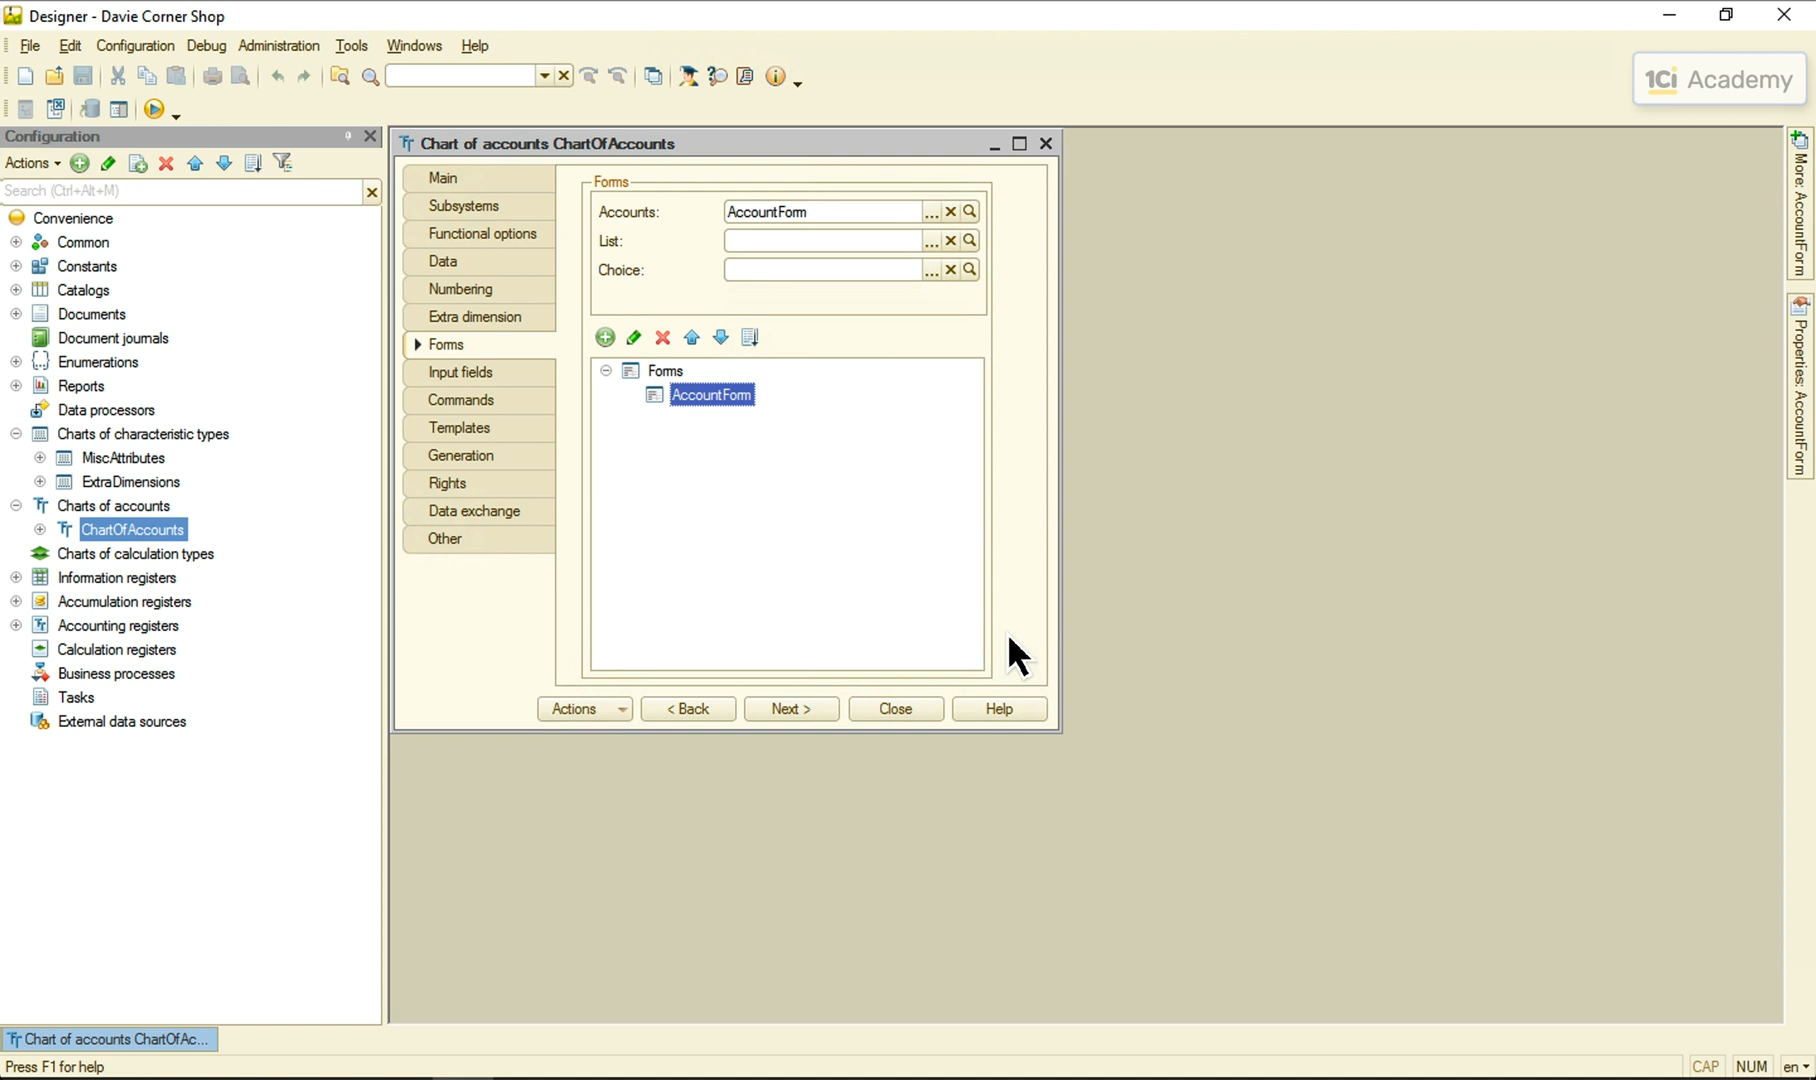 Designer - Davie Corner Shop
File Edit Configuration Debug Administration Tools Windows Help
1Ci Academy
Configuration
Actions
Search (Ctrl+Alt+M)
Convenience
Common
Constants
Catalogs
Documents
Document journals
Enumerations
Reports
Data processors
Charts of characteristic types
MiscAttributes
ExtraDimensions
Charts of accounts
ChartOfAccounts
Charts of calculation types
Information registers
Accumulation registers
Accounting registers
Calculation registers
Business processes
Tasks
External data sources
Chart of accounts ChartOfAccounts
Main
Subsystems
Functional options
Data
Numbering
Extra dimension
Forms
Input fields
Commands
Templates
Generation
Rights
Data exchange
Other
Forms
Accounts: AccountForm
List:
Choice:
Forms
AccountForm
Actions < Back Next > Close Help
More: AccountForm
Properties: AccountForm
Chart of accounts ChartOfAc...
Press F1 for help
CAP NUM en